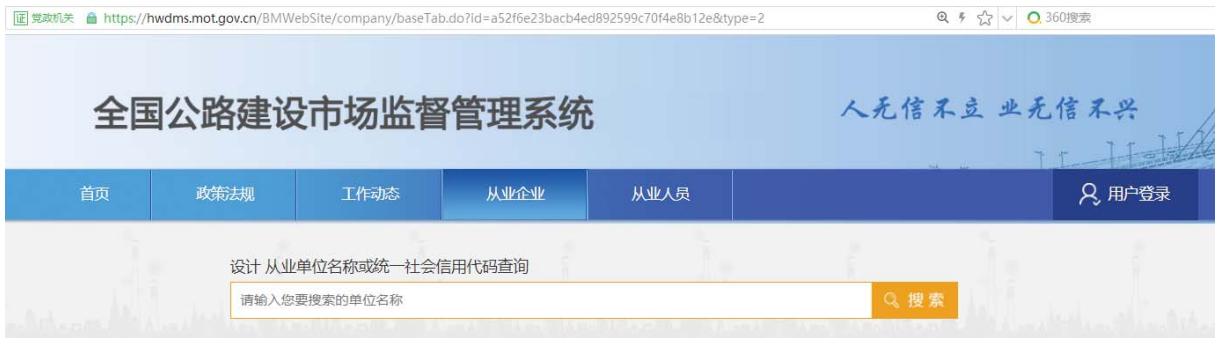 证 党政机关 https://hwdms.mot.gov.cn/BMWebSite/company/baseTab.do?id=a52f6e23bacb4ed892599c70f4e8b12e&type=2 360搜索
全国公路建设市场监督管理系统 人无信不立 业无信不兴
首页 政策法规 工作动态 从业企业 从业人员 用户登录
设计 从业单位名称或统一社会信用代码查询
请输入您要搜索的单位名称 搜索